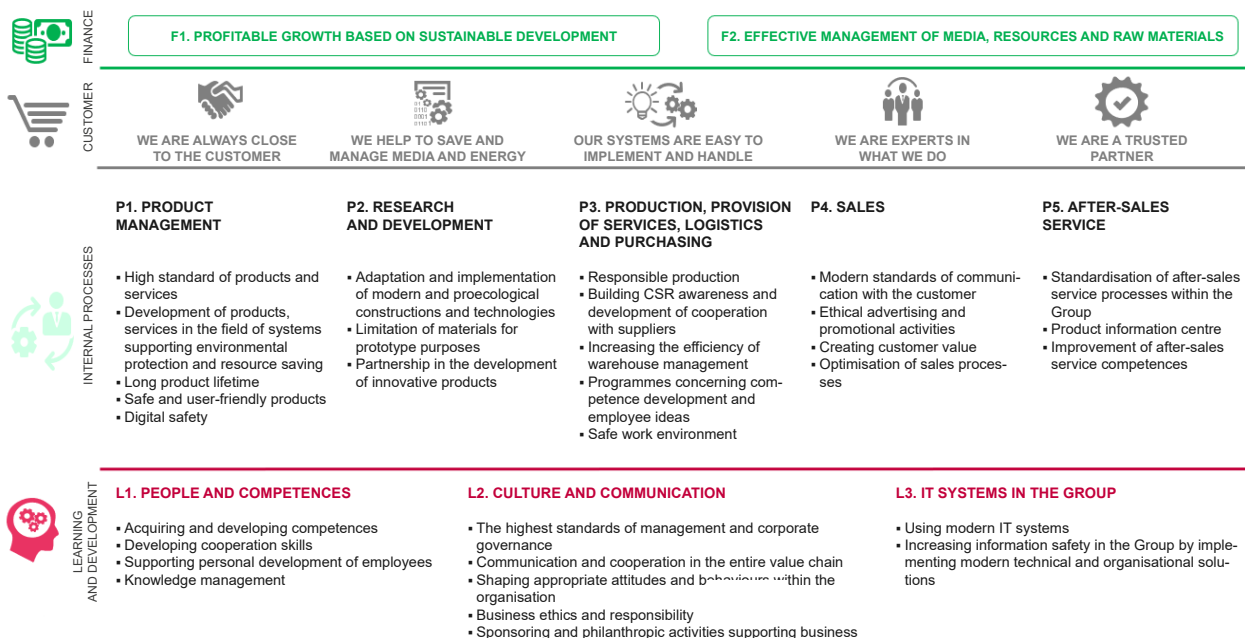 FINANCE
F1. PROFITABLE GROWTH BASED ON SUSTAINABLE DEVELOPMENT
F2. EFFECTIVE MANAGEMENT OF MEDIA, RESOURCES AND RAW MATERIALS
CUSTOMER
WE ARE ALWAYS CLOSE
TO THE CUSTOMER
WE HELP TO SAVE AND
MANAGE MEDIA AND ENERGY
OUR SYSTEMS ARE EASY TO
IMPLEMENT AND HANDLE
WE ARE EXPERTS IN
WHAT WE DO
WE ARE A TRUSTED
PARTNER
INTERNAL PROCESSES
P1. PRODUCT
MANAGEMENT
▪ High standard of products and
services
▪ Development of products,
services in the field of systems
supporting environmental
protection and resource saving
▪ Long product lifetime
▪ Safe and user-friendly products
▪ Digital safety
P2. RESEARCH
AND DEVELOPMENT
▪ Adaptation and implementation
of modern and proecological
constructions and technologies
▪ Limitation of materials for
prototype purposes
▪ Partnership in the development
of innovative products
P3. PRODUCTION, PROVISION
OF SERVICES, LOGISTICS
AND PURCHASING
▪ Responsible production
▪ Building CSR awareness and
development of cooperation
with suppliers
▪ Increasing the efficiency of
warehouse management
▪ Programmes concerning com-
petence development and
employee ideas
▪ Safe work environment
P4. SALES
▪ Modern standards of communi-
cation with the customer
▪ Ethical advertising and
promotional activities
▪ Creating customer value
▪ Optimisation of sales proces-
ses
P5. AFTER-SALES
SERVICE
▪ Standardisation of after-sales
service processes within the
Group
▪ Product information centre
▪ Improvement of after-sales
service competences
LEARNING
AND DEVELOPMENT
L1. PEOPLE AND COMPETENCES
▪ Acquiring and developing competences
▪ Developing cooperation skills
▪ Supporting personal development of employees
▪ Knowledge management
L2. CULTURE AND COMMUNICATION
▪ The highest standards of management and corporate
governance
▪ Communication and cooperation in the entire value chain
▪ Shaping appropriate attitudes and behaviours within the
organisation
▪ Business ethics and responsibility
▪ Sponsoring and philanthropic activities supporting business
L3. IT SYSTEMS IN THE GROUP
▪ Using modern IT systems
▪ Increasing information safety in the Group by imple-
menting modern technical and organisational solu-
tions